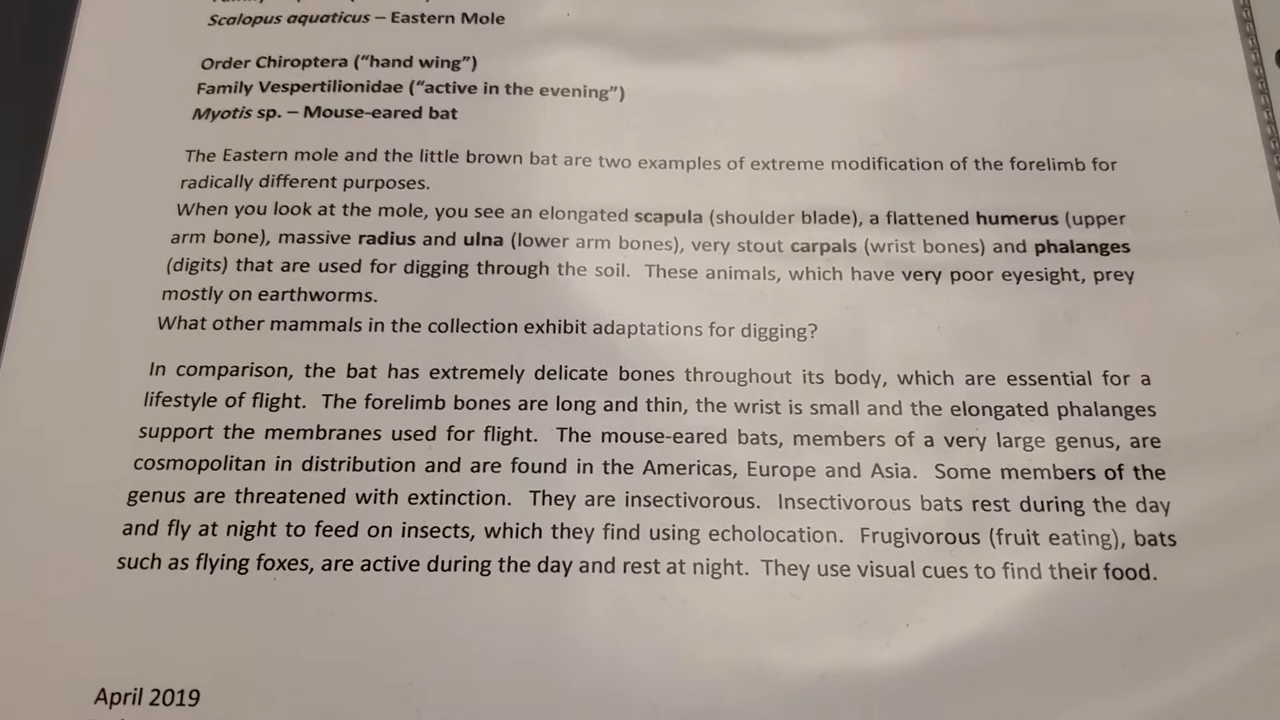 Scalopus aquaticus – Eastern Mole
Order Chiroptera (“hand wing”)
Family Vespertilionidae (“active in the evening”)
Myotis sp. – Mouse-eared bat
The Eastern mole and the little brown bat are two examples of extreme modification of the forelimb for
radically different purposes.
When you look at the mole, you see an elongated scapula (shoulder blade), a flattened humerus (upper
arm bone), massive radius and ulna (lower arm bones), very stout carpals (wrist bones) and phalanges
(digits) that are used for digging through the soil. These animals, which have very poor eyesight, prey
mostly on earthworms.
What other mammals in the collection exhibit adaptations for digging?
In comparison, the bat has extremely delicate bones throughout its body, which are essential for a
lifestyle of flight. The forelimb bones are long and thin, the wrist is small and the elongated phalanges
support the membranes used for flight. The mouse-eared bats, members of a very large genus, are
cosmopolitan in distribution and are found in the Americas, Europe and Asia. Some members of the
genus are threatened with extinction. They are insectivorous. Insectivorous bats rest during the day
and fly at night to feed on insects, which they find using echolocation. Frugivorous (fruit eating), bats
such as flying foxes, are active during the day and rest at night. They use visual cues to find their food.
April 2019